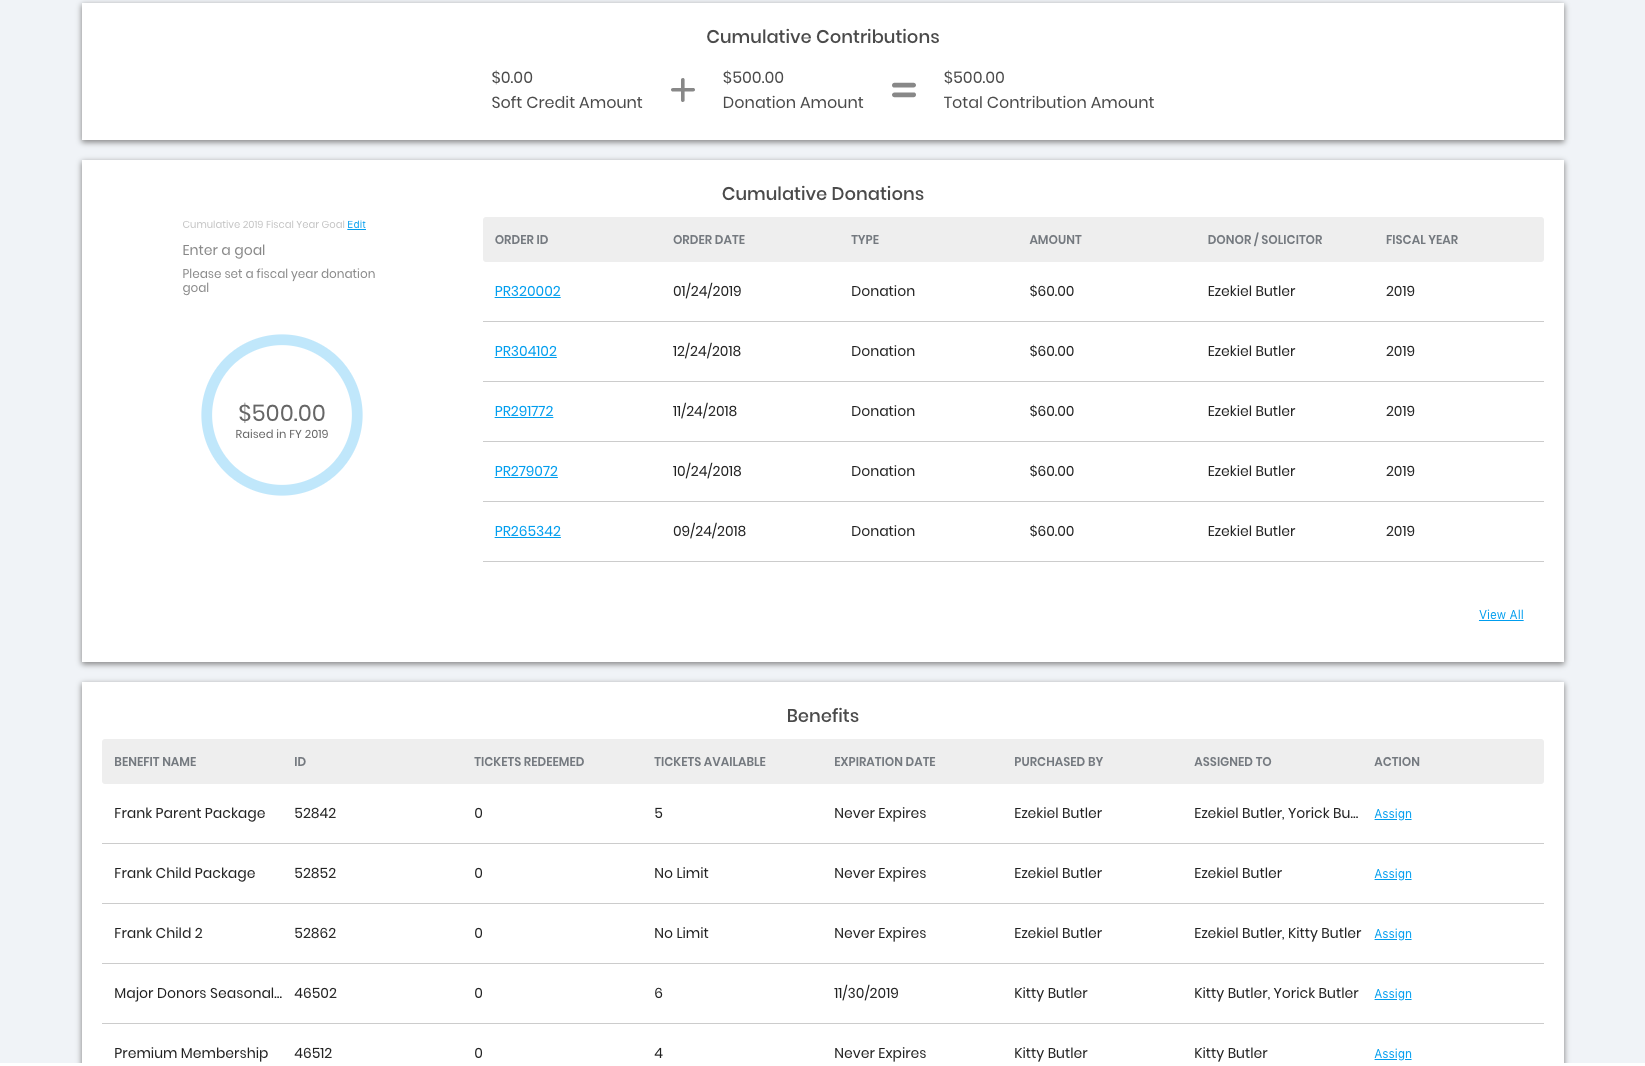 Cumulative Contributions
$0.00 + $500.00 = $500.00
Soft Credit Amount Donation Amount Total Contribution Amount
Cumulative Donations
Cumulative 2019 Fiscal Year Goal Edit
Enter a goal
Please set a fiscal year donation
goal
$500.00
Raised in FY 2019
ORDER ID ORDER DATE TYPE AMOUNT DONOR / SOLICITOR FISCAL YEAR
PR320002 01/24/2019 Donation $60.00 Ezekiel Butler 2019
PR304102 12/24/2018 Donation $60.00 Ezekiel Butler 2019
PR291772 11/24/2018 Donation $60.00 Ezekiel Butler 2019
PR279072 10/24/2018 Donation $60.00 Ezekiel Butler 2019
PR265342 09/24/2018 Donation $60.00 Ezekiel Butler 2019
View All
Benefits
BENEFIT NAME ID TICKETS REDEEMED TICKETS AVAILABLE EXPIRATION DATE PURCHASED BY ASSIGNED TO ACTION
Frank Parent Package 52842 0 5 Never Expires Ezekiel Butler Ezekiel Butler, Yorick Bu... Assign
Frank Child Package 52852 0 No Limit Never Expires Ezekiel Butler Ezekiel Butler Assign
Frank Child 2 52862 0 No Limit Never Expires Ezekiel Butler Ezekiel Butler, Kitty Butler Assign
Major Donors Seasonal... 46502 0 6 11/30/2019 Kitty Butler Kitty Butler, Yorick Butler Assign
Premium Membership 46512 0 4 Never Expires Kitty Butler Kitty Butler Assign